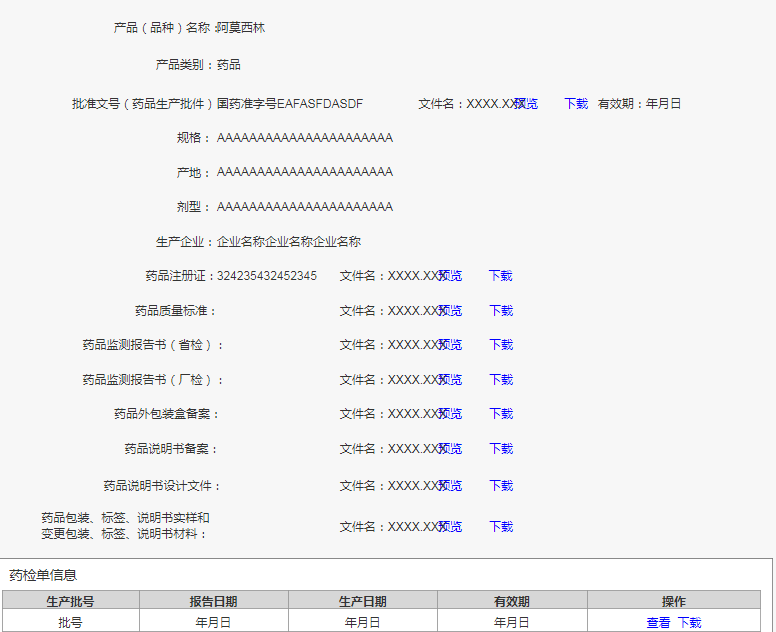 产品（品种）名称：阿莫西林
产品类别：药品
批准文号（药品生产批件）国药准字号EAFASFDASDF 文件名：XXXX.XXX预览 下载 有效期：年月日
规格： AAAAAAAAAAAAAAAAAAAAAA
产地： AAAAAAAAAAAAAAAAAAAAAA
剂型： AAAAAAAAAAAAAAAAAAAAAA
生产企业：企业名称企业名称企业名称
药品注册证：324235432452345 文件名：XXXX.XXX预览 下载
药品质量标准： 文件名：XXXX.XXX预览 下载
药品监测报告书（省检）： 文件名：XXXX.XXX预览 下载
药品监测报告书（厂检）： 文件名：XXXX.XXX预览 下载
药品外包装盒备案： 文件名：XXXX.XXX预览 下载
药品说明书备案： 文件名：XXXX.XXX预览 下载
药品说明书设计文件： 文件名：XXXX.XXX预览 下载
药品包装、标签、说明书实样和
变更包装、标签、说明书材料： 文件名：XXXX.XXX预览 下载
药检单信息
生产批号 报告日期 生产日期 有效期 操作
批号 年月日 年月日 年月日 查看 下载